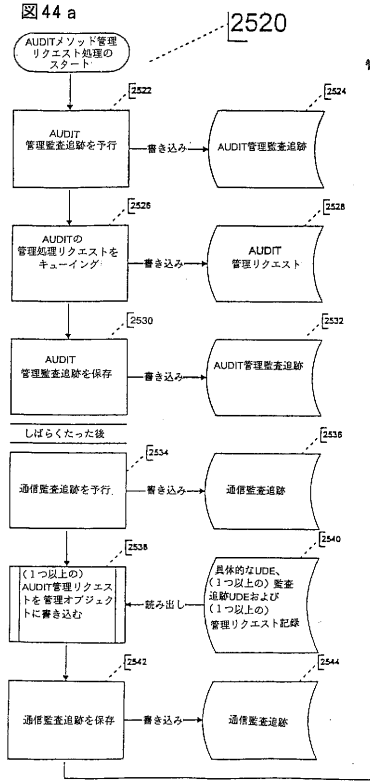 図44a
2520
AUDITメソッド管理
リクエスト処理の
スタート
2522
AUDIT
管理監査追跡を予行
書き込み
2524
AUDIT管理監査追跡
2526
AUDITの
管理処理リクエストを
キューイング
書き込み
2528
AUDIT
管理リクエスト
2530
AUDIT
管理監査追跡を保存
書き込み
2532
AUDIT管理監査追跡
しばらくたった後
2534
通信監査追跡を予行
書き込み
2536
通信監査追跡
2538
(1つ以上の)
AUDIT管理リクエス
トを管理オブジェク
トに書き込む
読み出し
2540
具体的なUDE、
(1つ以上の)監査
追跡UDEおよび
(1つ以上の)
管理リクエスト記録
2542
通信監査追跡を保存
書き込み
2544
通信監査追跡